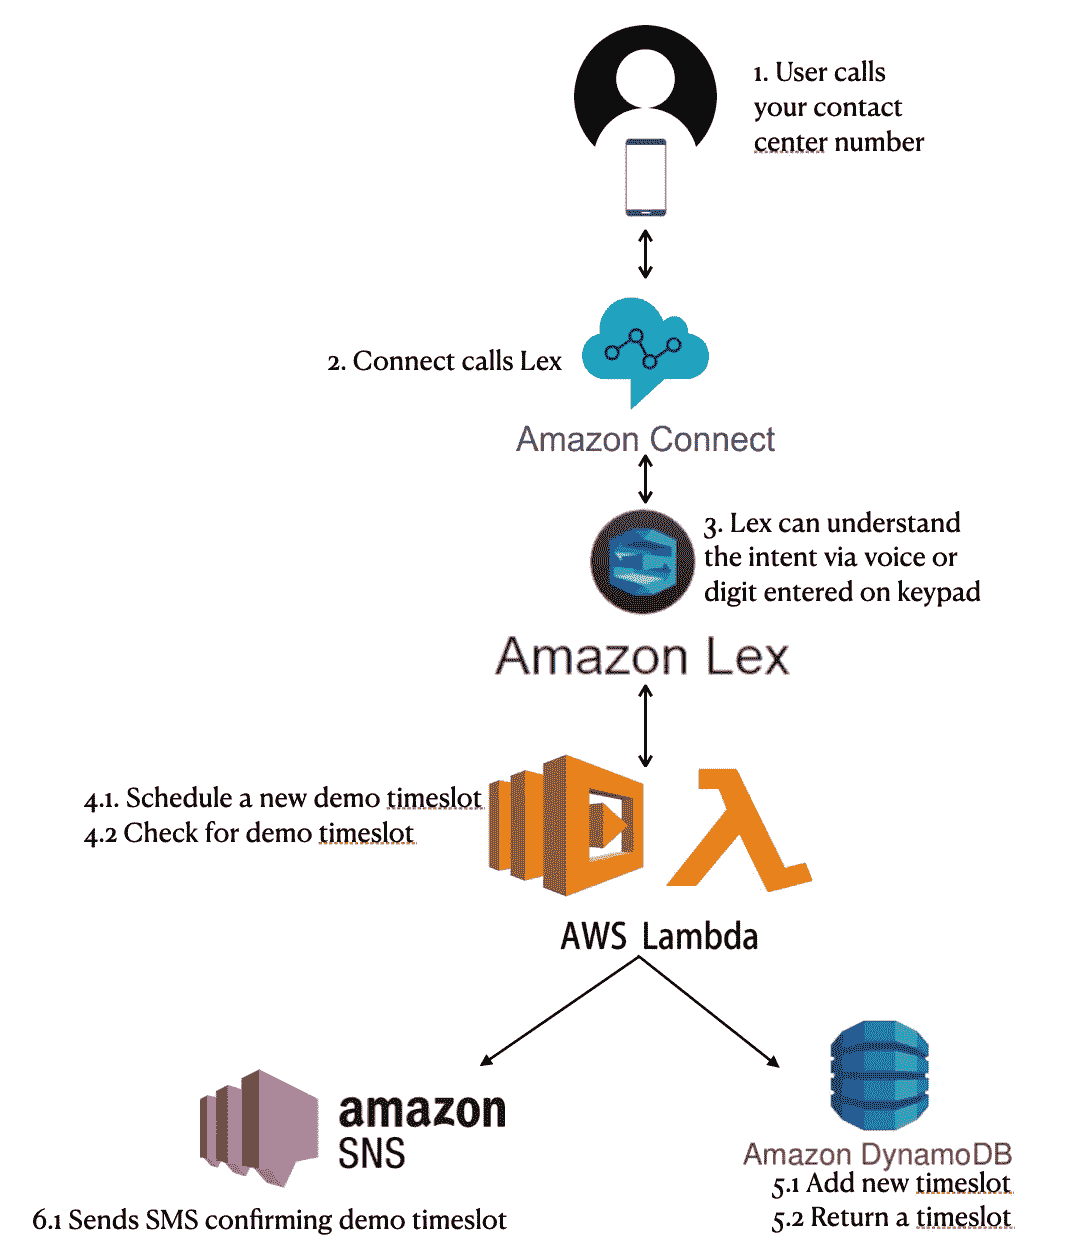 1. User calls
your contact
center number
2. Connect calls Lex
Amazon Connect
3. Lex can understand
the intent via voice or
digit entered on keypad
Amazon Lex
4.1. Schedule a new demo timeslot
4.2 Check for demo timeslot
AWS Lambda
amazon
SNS
6.1 Sends SMS confirming demo timeslot
Amazon DynamoDB
5.1 Add new timeslot
5.2 Return a timeslot